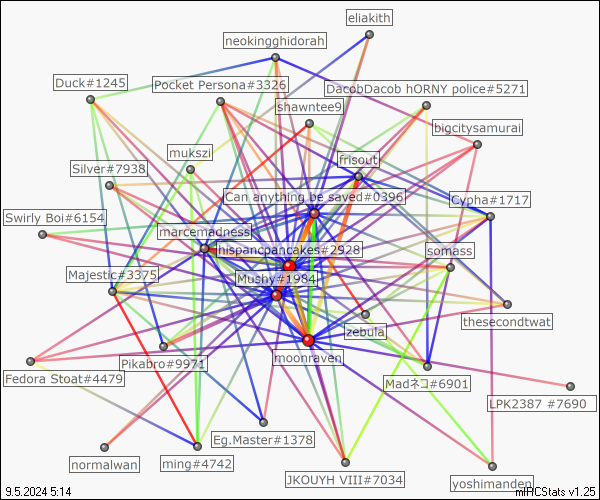 eliakith
neokingghidorah
Duck#1245
Pocket Persona#3326
DacobDacob hORNY police#5271
shawntee9
bigcitysamurai
mukszi
frisout
Silver#7938
Can anything be saved#0396
Cypha#1717
Swirly Boi#6154
marcemadness
hispancpancakes#2928
somass
Majestic#3375
Mushy#1984
thesecondtwat
zebula
moonraven
Pikabro#9971
Fedora Stoat#4479
Madネコ#6901
LPK2387 #7690
Eg.Master#1378
normalwan
ming#4742
JKOUYH VIII#7034
yoshimanden
9.5.2024 5:14
mIRCStats v1.25